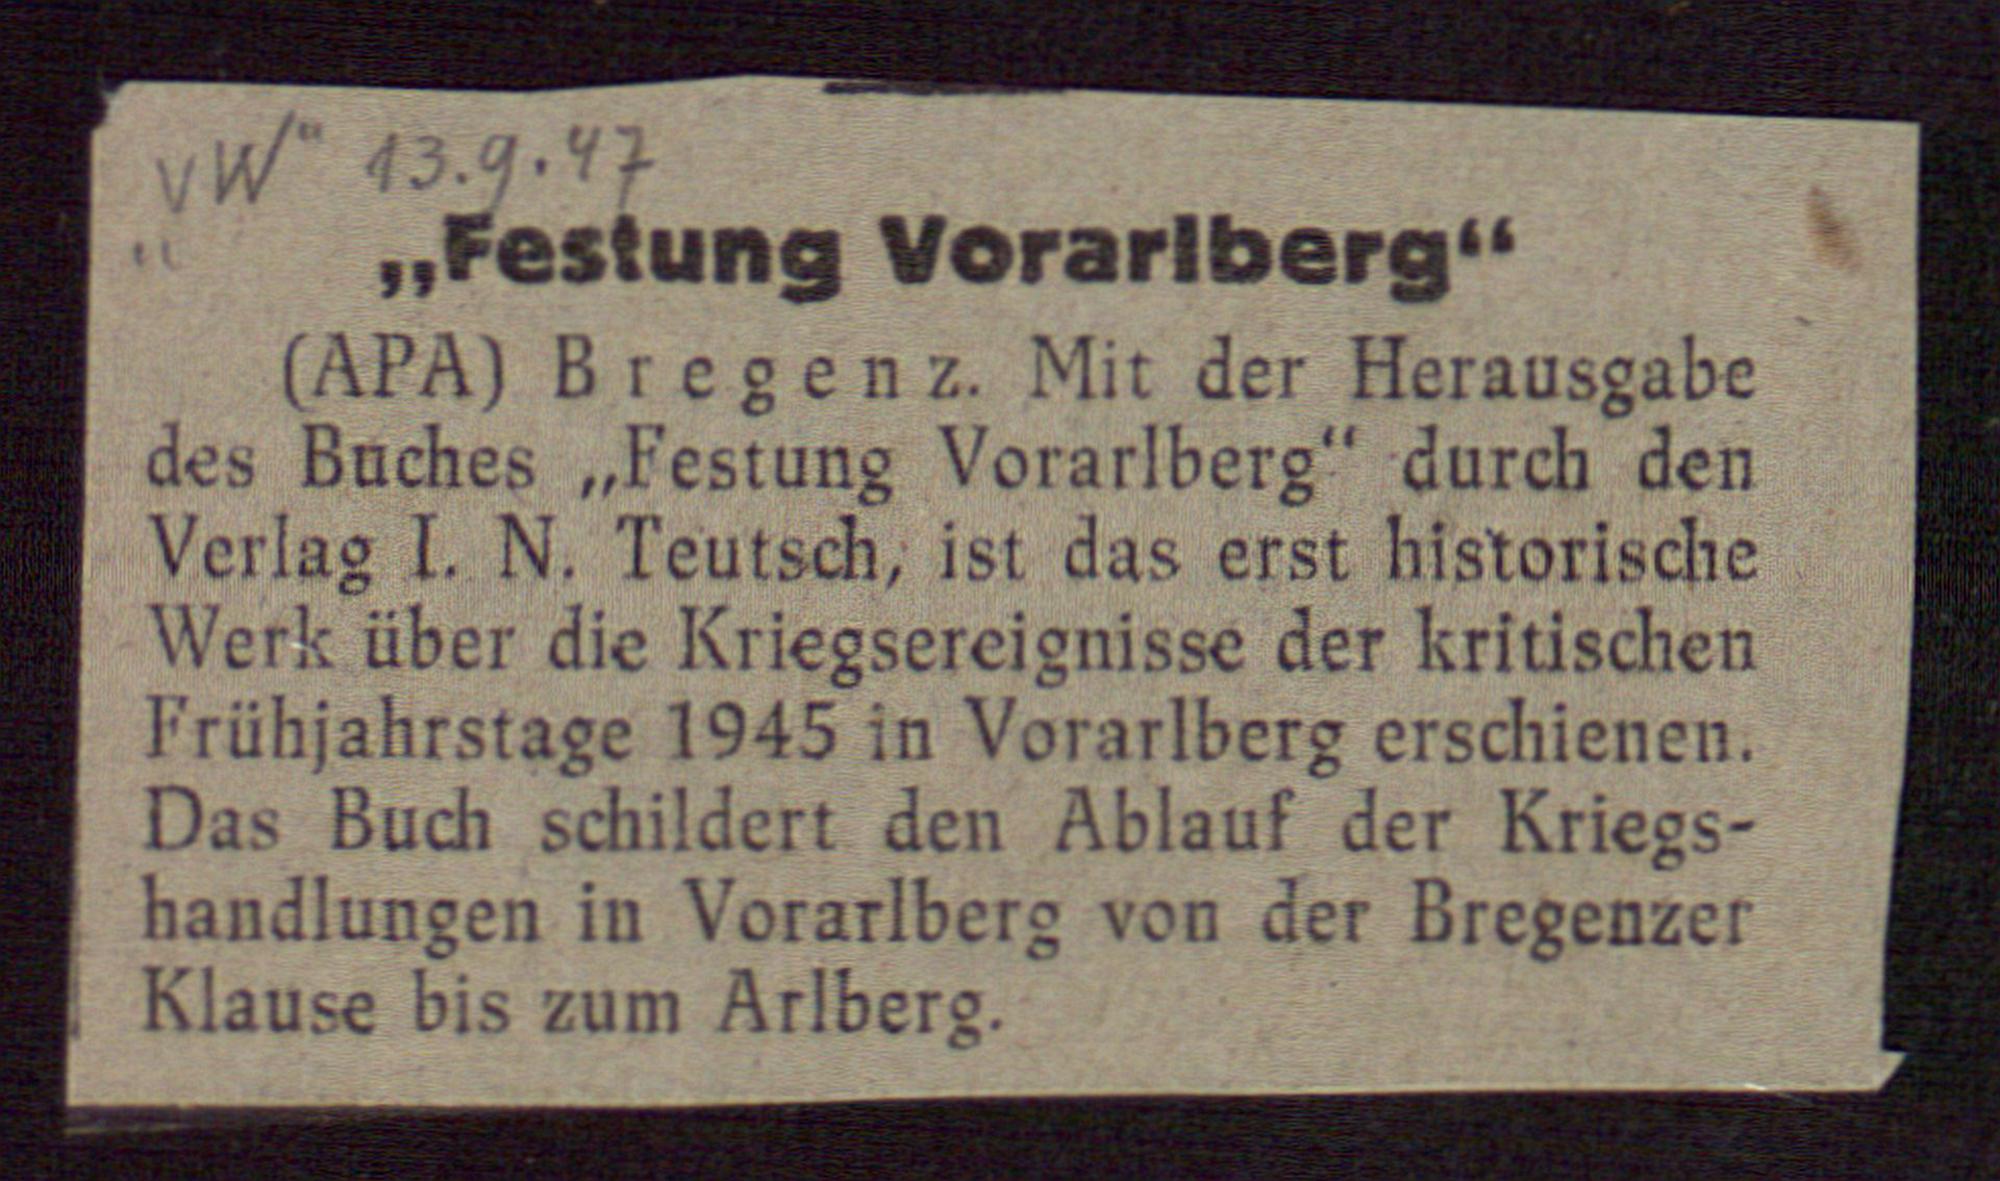 „VW“ 13.9.47
„Festung Vorarlberg“
(APA) Bregenz. Mit der Herausgabe
des Buches „Festung Vorarlberg“ durch den
Verlag I. N. Teutsch, ist das erst historische
Werk über die Kriegsereignisse der kritischen
Frühjahrstage 1945 in Vorarlberg erschienen.
Das Buch schildert den Ablauf der Kriegs-
handlungen in Vorarlberg von der Bregenzer
Klause bis zum Arlberg.